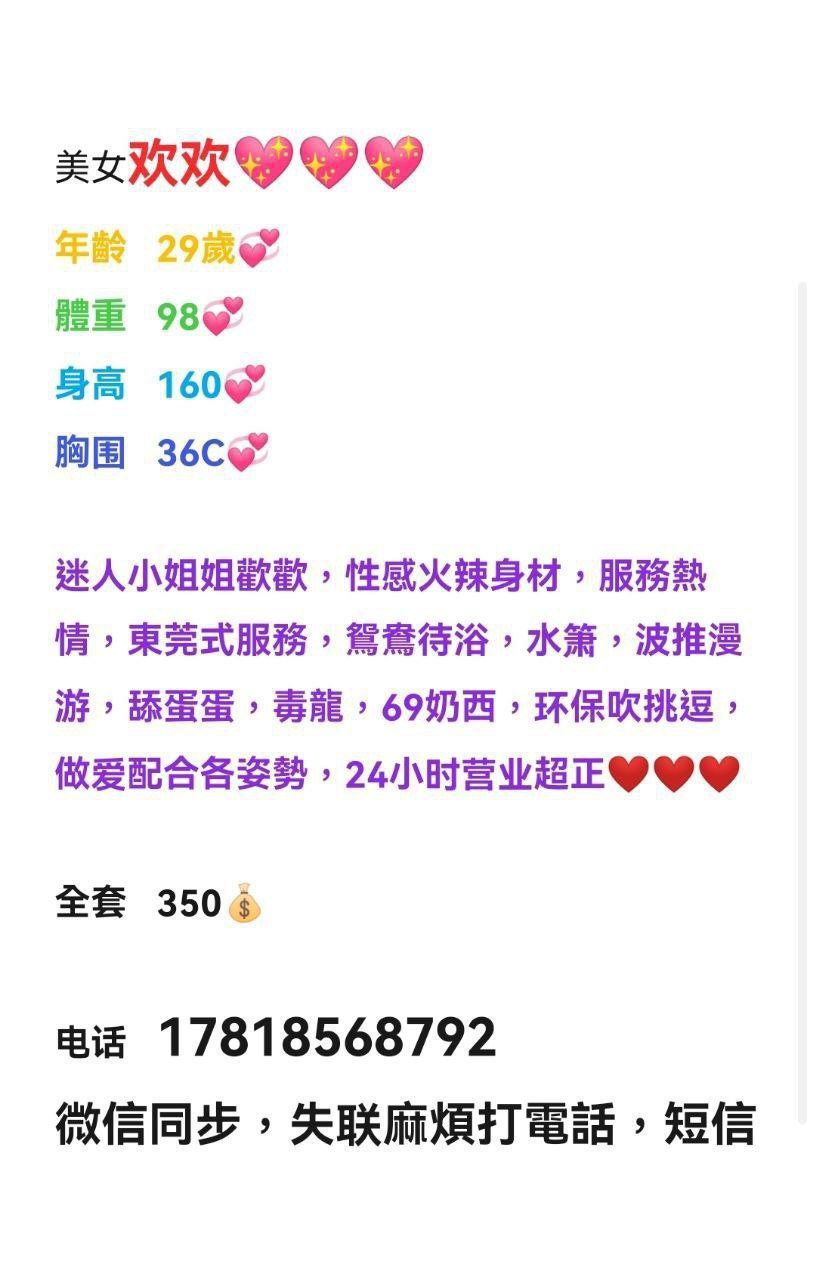 美女欢欢💖💖💖
年齡 29歲💞
體重 98💞
身高 160💞
胸围 36C💞
迷人小姐姐歡歡，性感火辣身材，服務熱
情，東莞式服務，鴛鴦待浴，水箫，波推漫
游，舔蛋蛋，毒龍，69奶西，环保吹挑逗，
做爱配合各姿勢，24小时营业超正❤️❤️❤️
全套 350💰
电话 17818568792
微信同步，失联麻煩打電話，短信